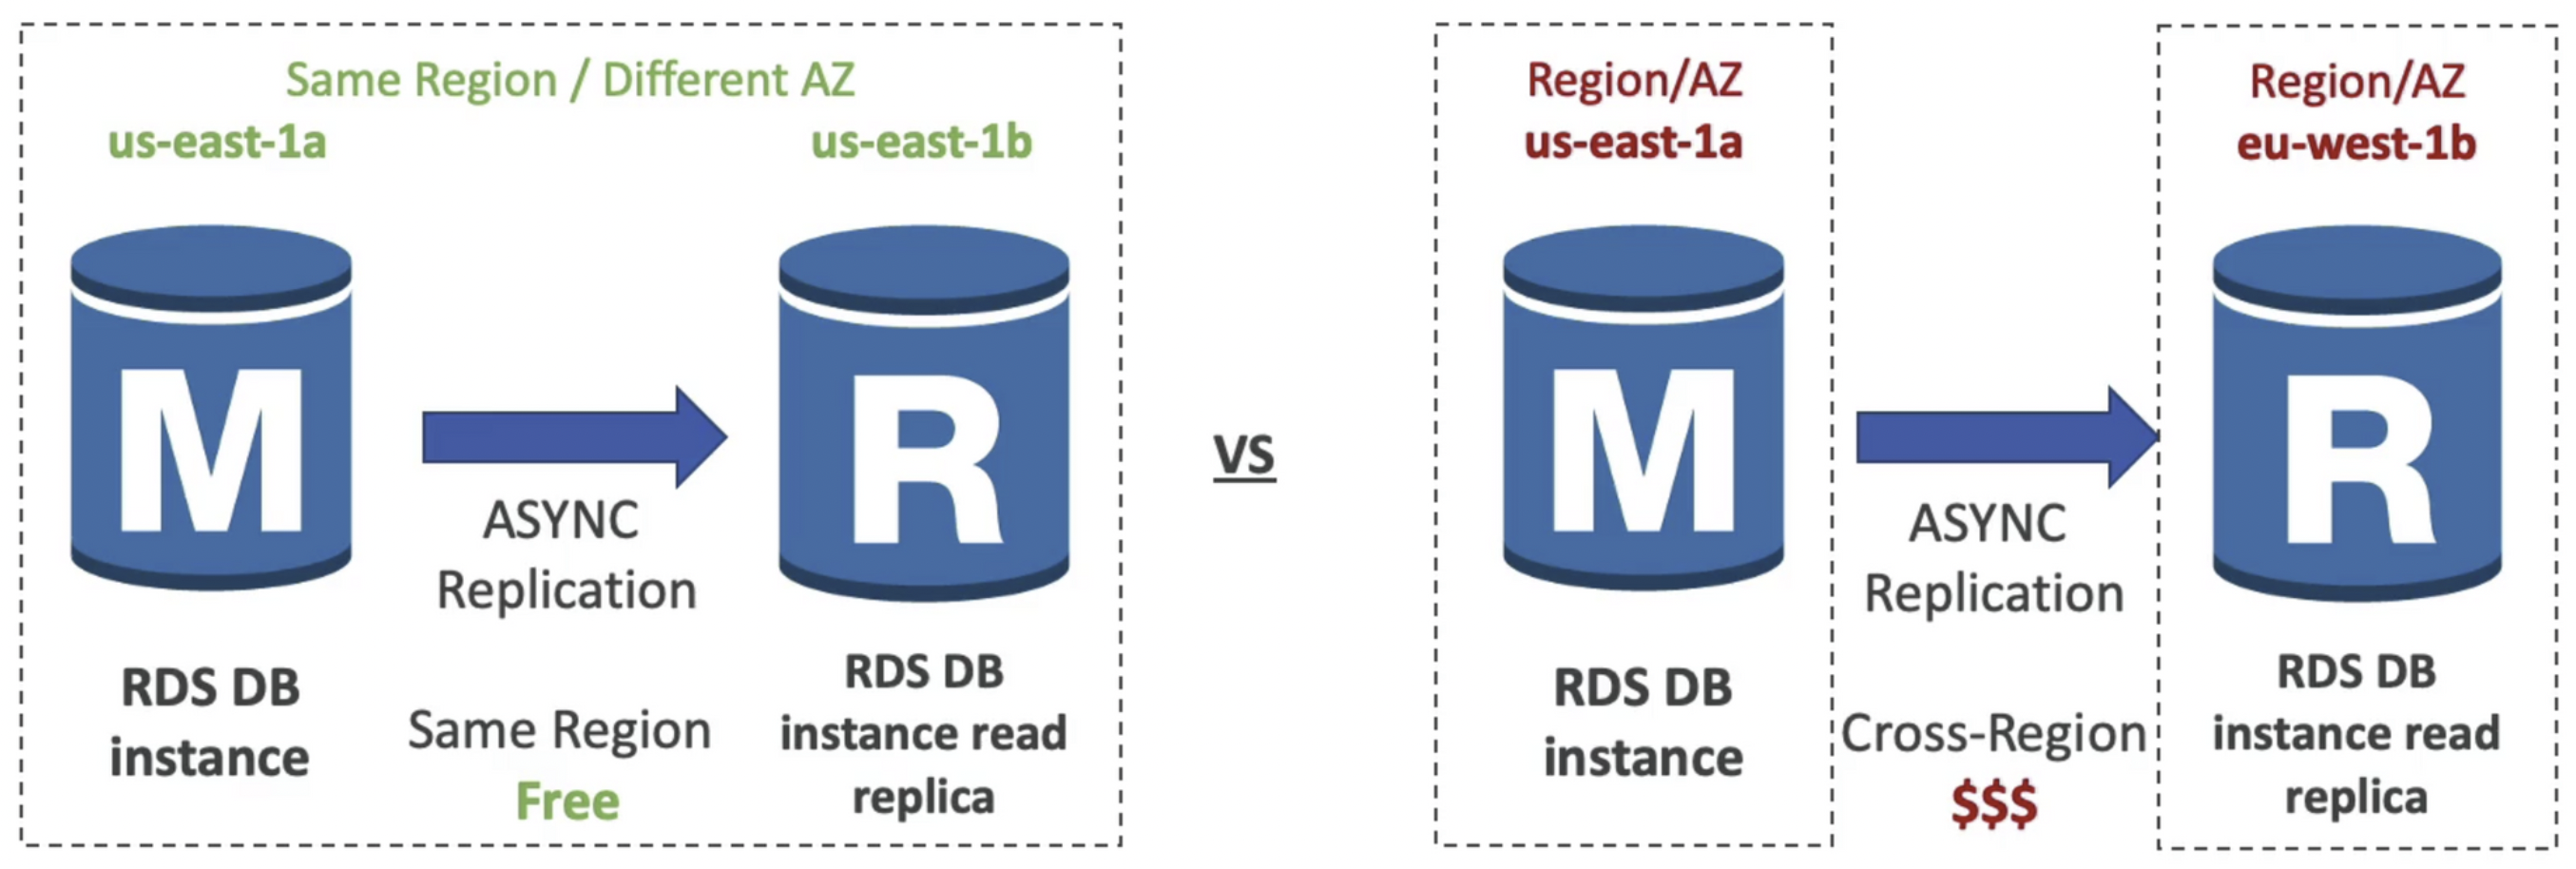 Same Region / Different AZ
us-east-1a
us-east-1b
M
ASYNC
Replication
R
RDS DB
instance
Same Region
Free
RDS DB
instance read
replica
VS
Region/AZ
us-east-1a
M
RDS DB
instance
ASYNC
Replication
Cross-Region
$$$
Region/AZ
eu-west-1b
R
RDS DB
instance read
replica